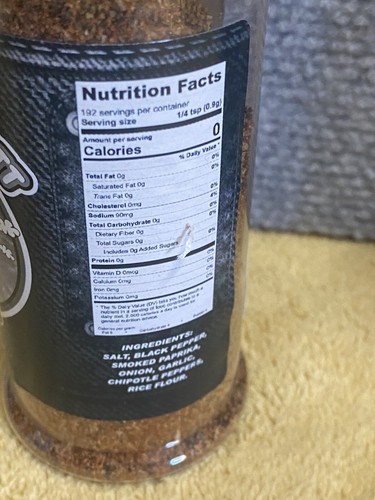 Nutrition Facts
192 servings per container
Serving size 1/4 tsp (0.9g)
Amount per serving
Calories 0
% Daily Value *
Total Fat 0g 0%
Saturated Fat 0g 0%
Trans Fat 0g
Cholesterol 0mg 0%
Sodium 90mg 4%
Total Carbohydrate 0g 0%
Dietary Fiber 0g 0%
Total Sugars 0g
Includes 0g Added Sugars 0%
Protein 0g
Vitamin D 0mcg 0%
Calcium 0mg 0%
Iron 0mg 0%
Potassium 0mg 0%
INGREDIENTS:
SALT, BLACK PEPPER,
SMOKED PAPRIKA,
ONION, GARLIC,
CHIPOTLE PEPPERS,
RICE FLOUR.